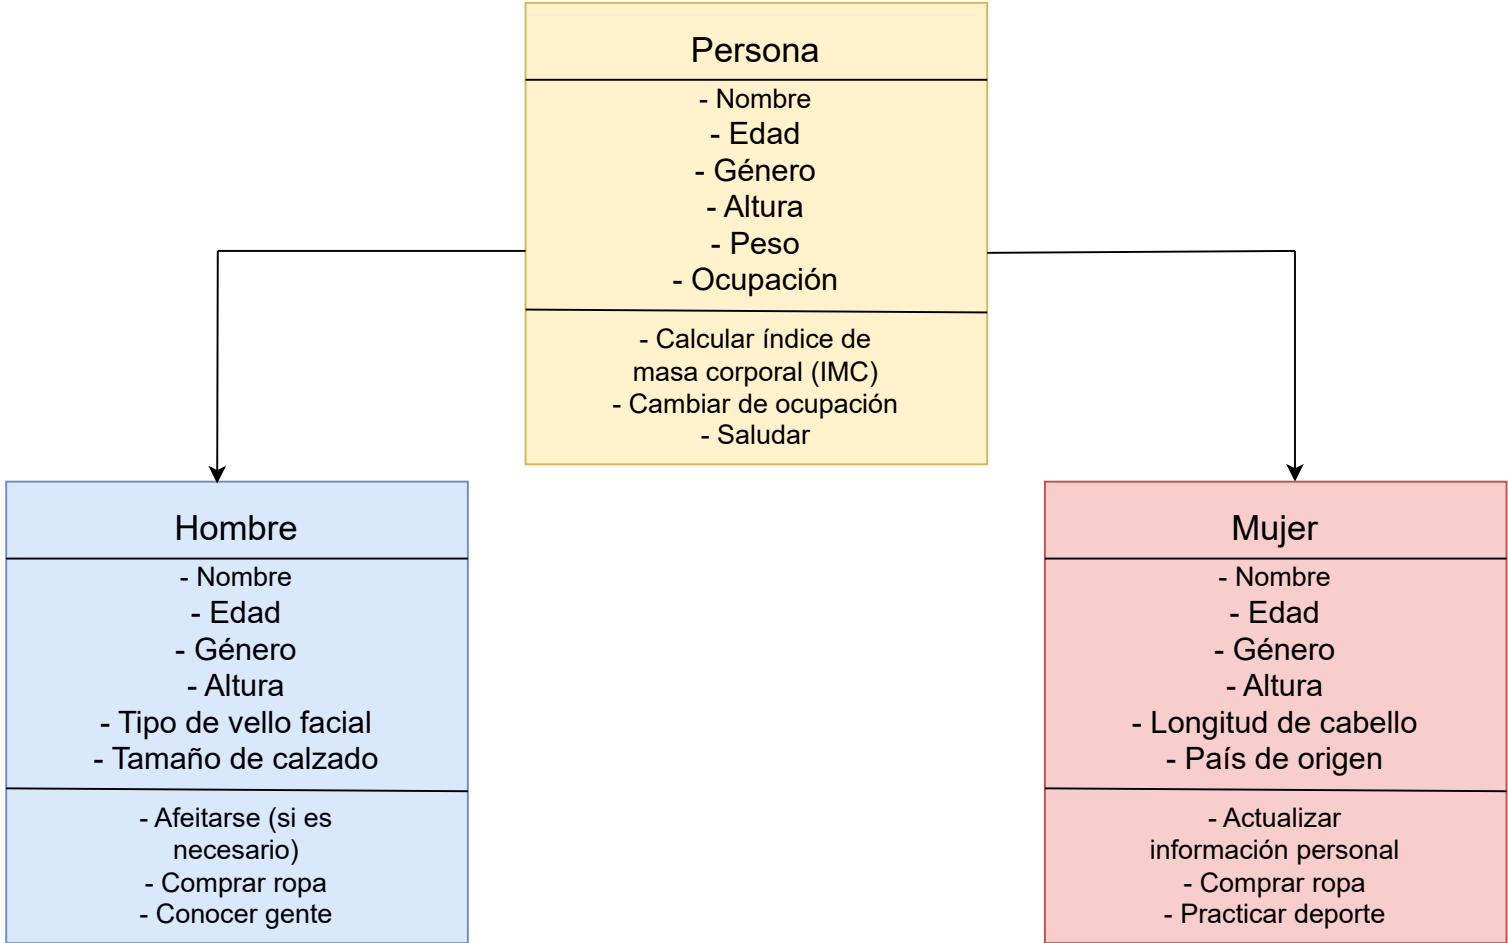 Persona
- Nombre
- Edad
- Género
- Altura
- Peso
- Ocupación
- Calcular índice de
masa corporal (IMC)
- Cambiar de ocupación
- Saludar
Hombre
- Nombre
- Edad
- Género
- Altura
- Tipo de vello facial
- Tamaño de calzado
- Afeitarse (si es
necesario)
- Comprar ropa
- Conocer gente
Mujer
- Nombre
- Edad
- Género
- Altura
- Longitud de cabello
- País de origen
- Actualizar
información personal
- Comprar ropa
- Practicar deporte